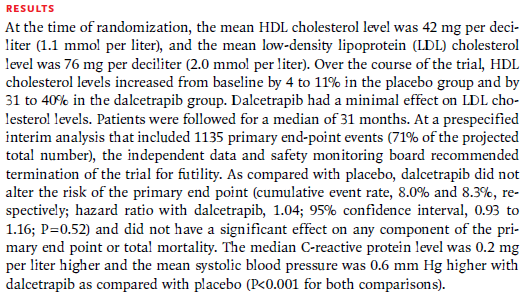 RESULTS
At the time of randomization, the mean HDL cholesterol level was 42 mg per deci-
liter (1.1 mmol per liter), and the mean low-density lipoprotein (LDL) cholesterol
level was 76 mg per deciliter (2.0 mmol per liter). Over the course of the trial, HDL
cholesterol levels increased from baseline by 4 to 11% in the placebo group and by
31 to 40% in the dalcetrapib group. Dalcetrapib had a minimal effect on LDL cho-
lesterol levels. Patients were followed for a median of 31 months. At a prespecified
interim analysis that included 1135 primary end-point events (71% of the projected
total number), the independent data and safety monitoring board recommended
termination of the trial for futility. As compared with placebo, dalcetrapib did not
alter the risk of the primary end point (cumulative event rate, 8.0% and 8.3%, re-
spectively; hazard ratio with dalcetrapib, 1.04; 95% confidence interval, 0.93 to
1.16; P=0.52) and did not have a significant effect on any component of the pri-
mary end point or total mortality. The median C-reactive protein level was 0.2 mg
per liter higher and the mean systolic blood pressure was 0.6 mm Hg higher with
dalcetrapib as compared with placebo (P<0.001 for both comparisons).